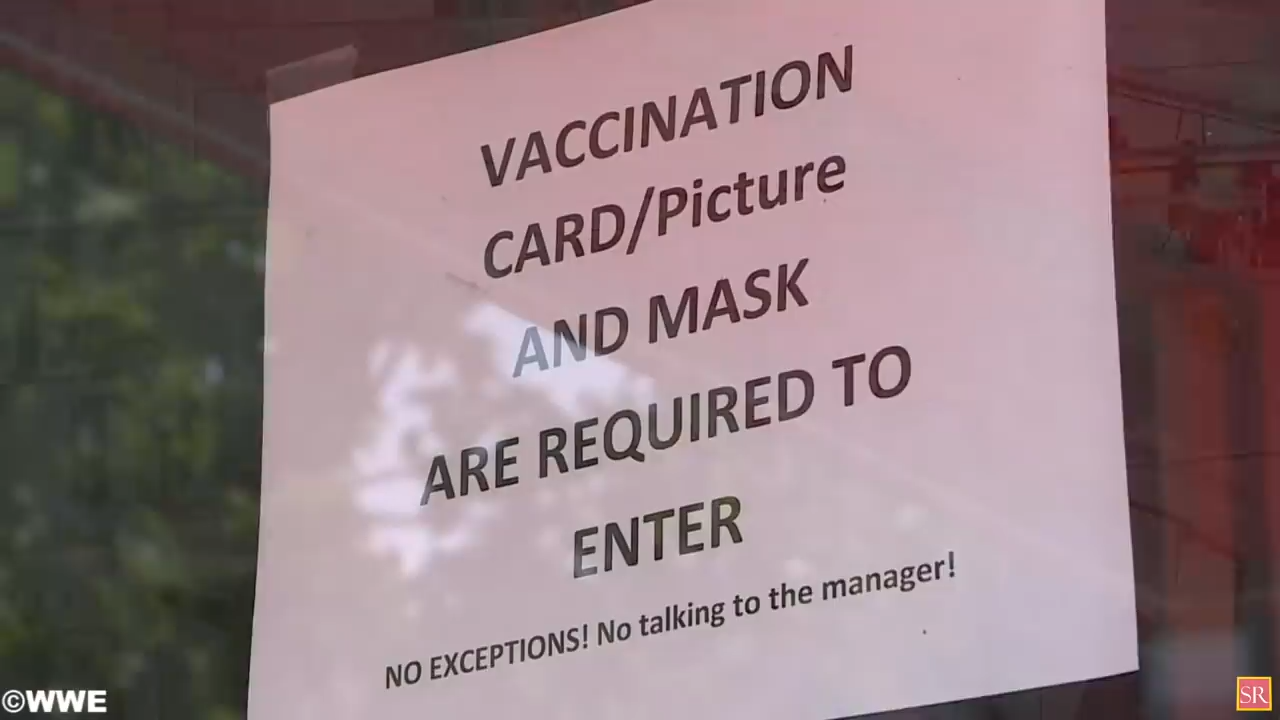 VACCINATION
CARD/Picture
AND MASK
ARE REQUIRED TO
ENTER
NO EXCEPTIONS! No talking to the manager!
©WWE
SR